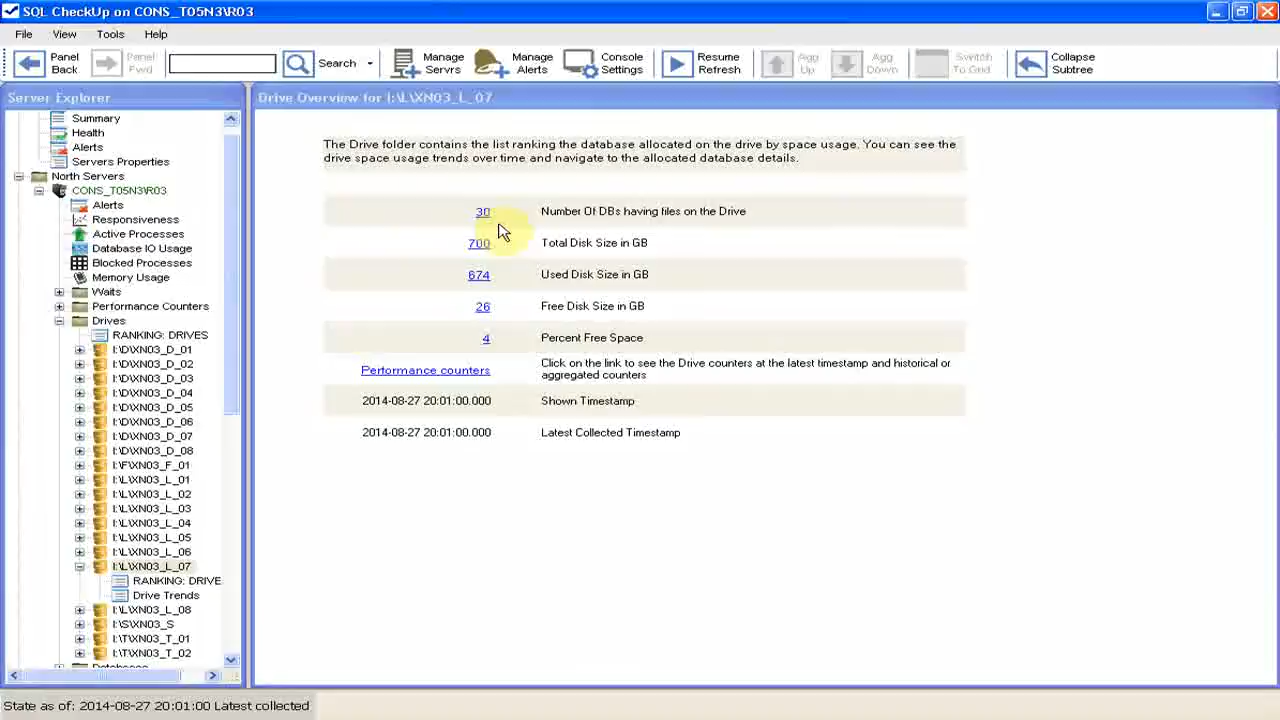 SQL CheckUp on CONS_T05N3\R03
File View Tools Help
Panel Back
Panel Fwd
Search
Manage Servrs
Manage Alerts
Console Settings
Resume Refresh
Agg Up
Agg Down
Switch To Grid
Collapse Subtree
Server Explorer
Summary
Health
Alerts
Servers Properties
North Servers
CONS_T05N3\R03
Alerts
Responsiveness
Active Processes
Database IO Usage
Blocked Processes
Memory Usage
Waits
Performance Counters
Drives
RANKING: DRIVES
I:\D\XN03_D_01
I:\D\XN03_D_02
I:\D\XN03_D_03
I:\D\XN03_D_04
I:\D\XN03_D_05
I:\D\XN03_D_06
I:\D\XN03_D_07
I:\D\XN03_D_08
I:\F\XN03_F_01
I:\L\XN03_L_01
I:\L\XN03_L_02
I:\L\XN03_L_03
I:\L\XN03_L_04
I:\L\XN03_L_05
I:\L\XN03_L_06
I:\L\XN03_L_07
RANKING: DRIVE
Drive Trends
I:\L\XN03_L_08
I:\S\XN03_S
I:\T\XN03_T_01
I:\T\XN03_T_02
Drive Overview for I:\L\XN03_L_07
The Drive folder contains the list ranking the database allocated on the drive by space usage. You can see the
drive space usage trends over time and navigate to the allocated database details.
30 Number Of DBs having files on the Drive
700 Total Disk Size in GB
674 Used Disk Size in GB
26 Free Disk Size in GB
4 Percent Free Space
Performance counters Click on the link to see the Drive counters at the latest timestamp and historical or
aggregated counters
2014-08-27 20:01:00.000 Shown Timestamp
2014-08-27 20:01:00.000 Latest Collected Timestamp
State as of: 2014-08-27 20:01:00 Latest collected